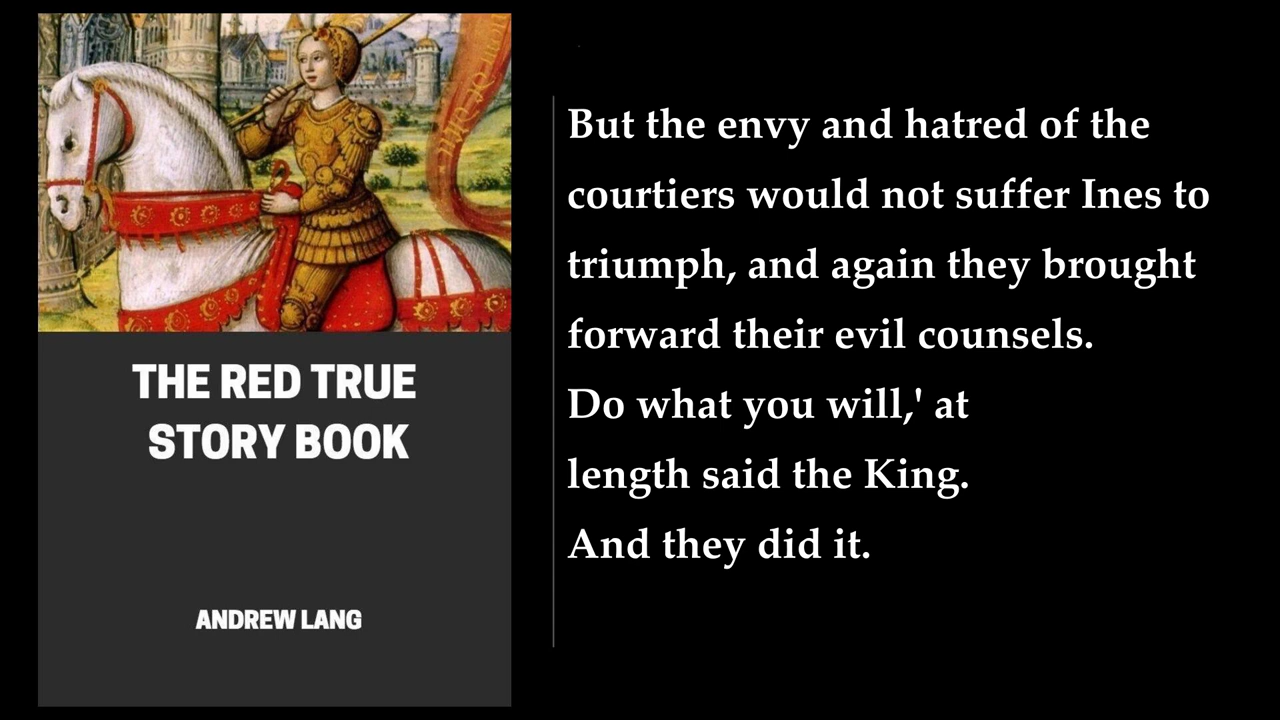 THE RED TRUE
STORY BOOK
ANDREW LANG
But the envy and hatred of the
courtiers would not suffer Ines to
triumph, and again they brought
forward their evil counsels.
Do what you will,' at
length said the King.
And they did it.